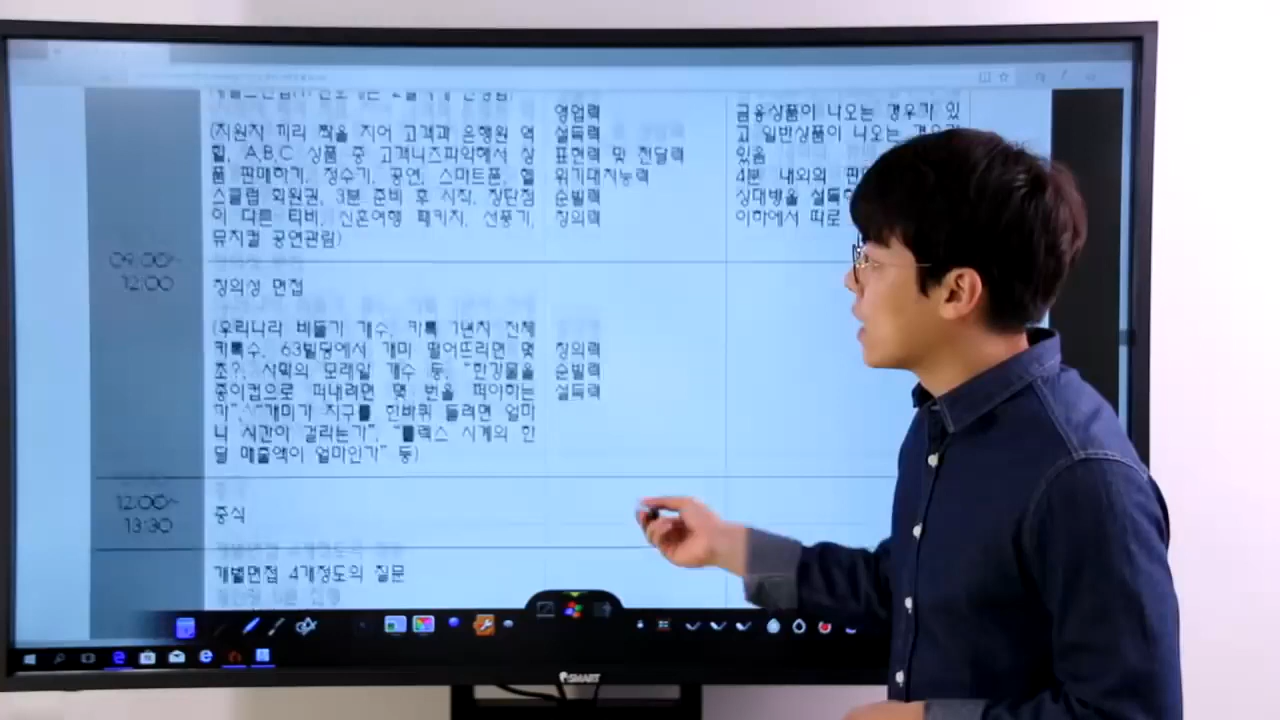 (지원자 끼리 짝을 지어 고객과 은행원 역
할, A,B,C 상품 중 고객니즈파악해서 상
품 판매하기, 정수기, 공연, 스마트폰, 헬
스클럽 회원권, 3분 준비 후 시작, 장단점
이 다른 티비, 신혼여행 패키지, 선풍기,
뮤지컬 공연관람)
영업력
설득력
표현력 및 전달력
위기대처능력
순발력
창의력
금융상품이 나오는 경우가 있
고 일반상품이 나오는
있음
4분 내외의
이하에서 따로
09:00~
12:00
창의성 면접
(우리나라 비둘기 개수, 카톡 1년치 전체
카톡수, 63빌딩에서 개미 떨어뜨리면 몇
초?, 사막의 모래알 개수 등, "한강물을
종이컵으로 퍼내려면 몇 번을 퍼야하는
가", "개미가 지구를 한바퀴 돌려면 얼마
나 시간이 걸리는가", "롤렉스 시계의 한
달 매출액이 얼마인가" 등)
창의력
순발력
설득력
12:00~
13:30
중식
개별면접 4개정도의 질문
SMART